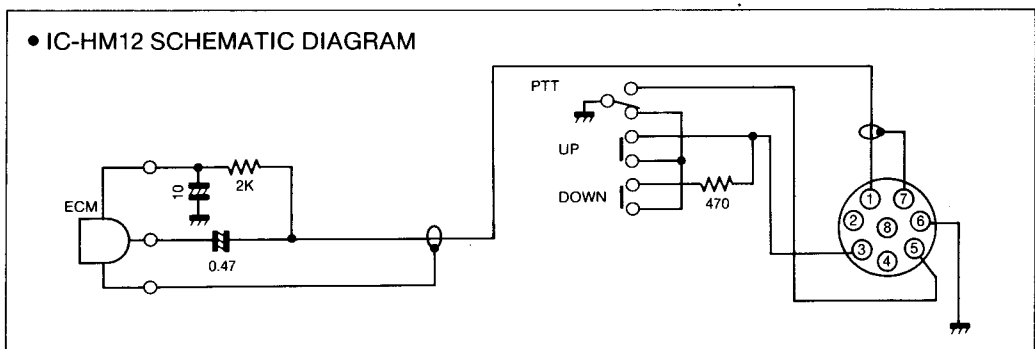 • IC-HM12 SCHEMATIC DIAGRAM
PTT
UP
DOWN
470
ECM
10
2K
0.47
1
7
2
8
6
3
4
5